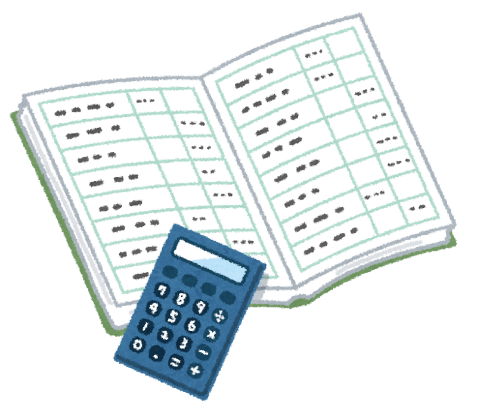 7 8 9 ÷
4 5 6 ×
1 2 3 -
0 . = +